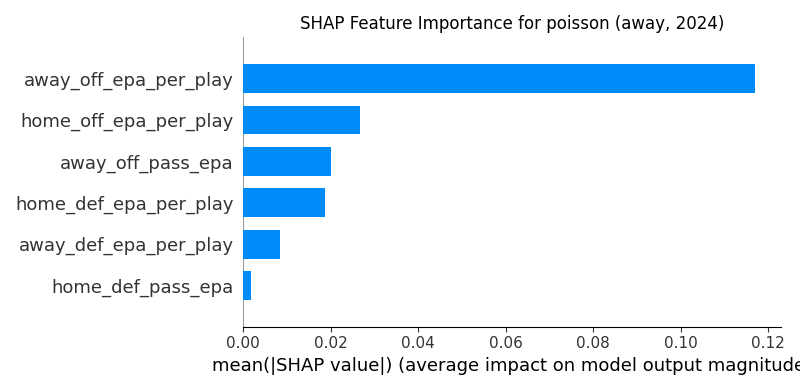 SHAP Feature Importance for poisson (away, 2024)
away_off_epa_per_play
home_off_epa_per_play
away_off_pass_epa
home_def_epa_per_play
away_def_epa_per_play
home_def_pass_epa
0.00 0.02 0.04 0.06 0.08 0.10 0.12
mean(|SHAP value|) (average impact on model output magnitude